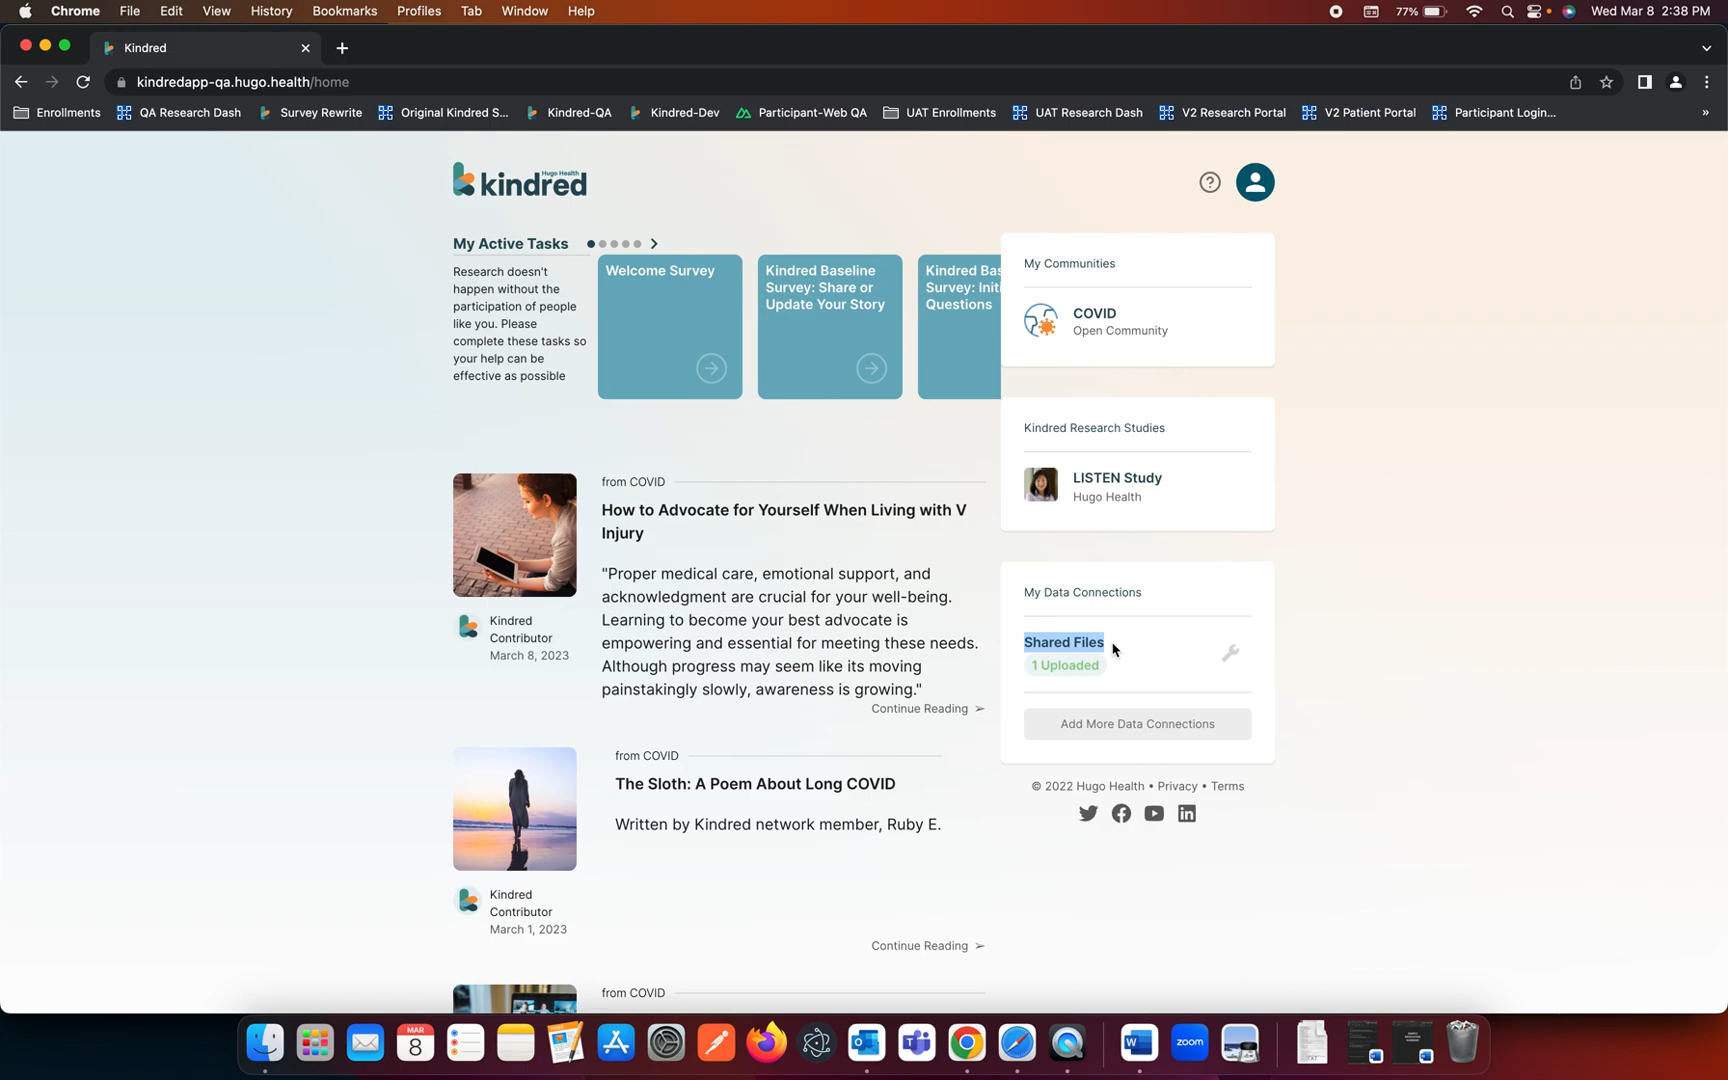 Chrome File Edit View History Bookmarks Profiles Tab Window Help 77% Wed Mar 8 2:38 PM
Kindred
kindredapp-qa.hugo.health/home
Enrollments QA Research Dash Survey Rewrite Original Kindred S... Kindred-QA Kindred-Dev Participant-Web QA UAT Enrollments UAT Research Dash V2 Research Portal V2 Patient Portal Participant Login... »
Hugo Health
kindred
My Active Tasks
Research doesn't
happen without the
participation of people
like you. Please
complete these tasks so
your help can be
effective as possible
Welcome Survey
Kindred Baseline
Survey: Share or
Update Your Story
Kindred Bas
Survey: Initi
Questions
My Communities
COVID
Open Community
Kindred Research Studies
LISTEN Study
Hugo Health
My Data Connections
Shared Files
1 Uploaded
Add More Data Connections
© 2022 Hugo Health • Privacy • Terms
from COVID
How to Advocate for Yourself When Living with V
Injury
"Proper medical care, emotional support, and
acknowledgment are crucial for your well-being.
Learning to become your best advocate is
empowering and essential for meeting these needs.
Although progress may seem like its moving
painstakingly slowly, awareness is growing."
Continue Reading
Kindred
Contributor
March 8, 2023
from COVID
The Sloth: A Poem About Long COVID
Written by Kindred network member, Ruby E.
Kindred
Contributor
March 1, 2023
Continue Reading
from COVID
MAR
8
zoom